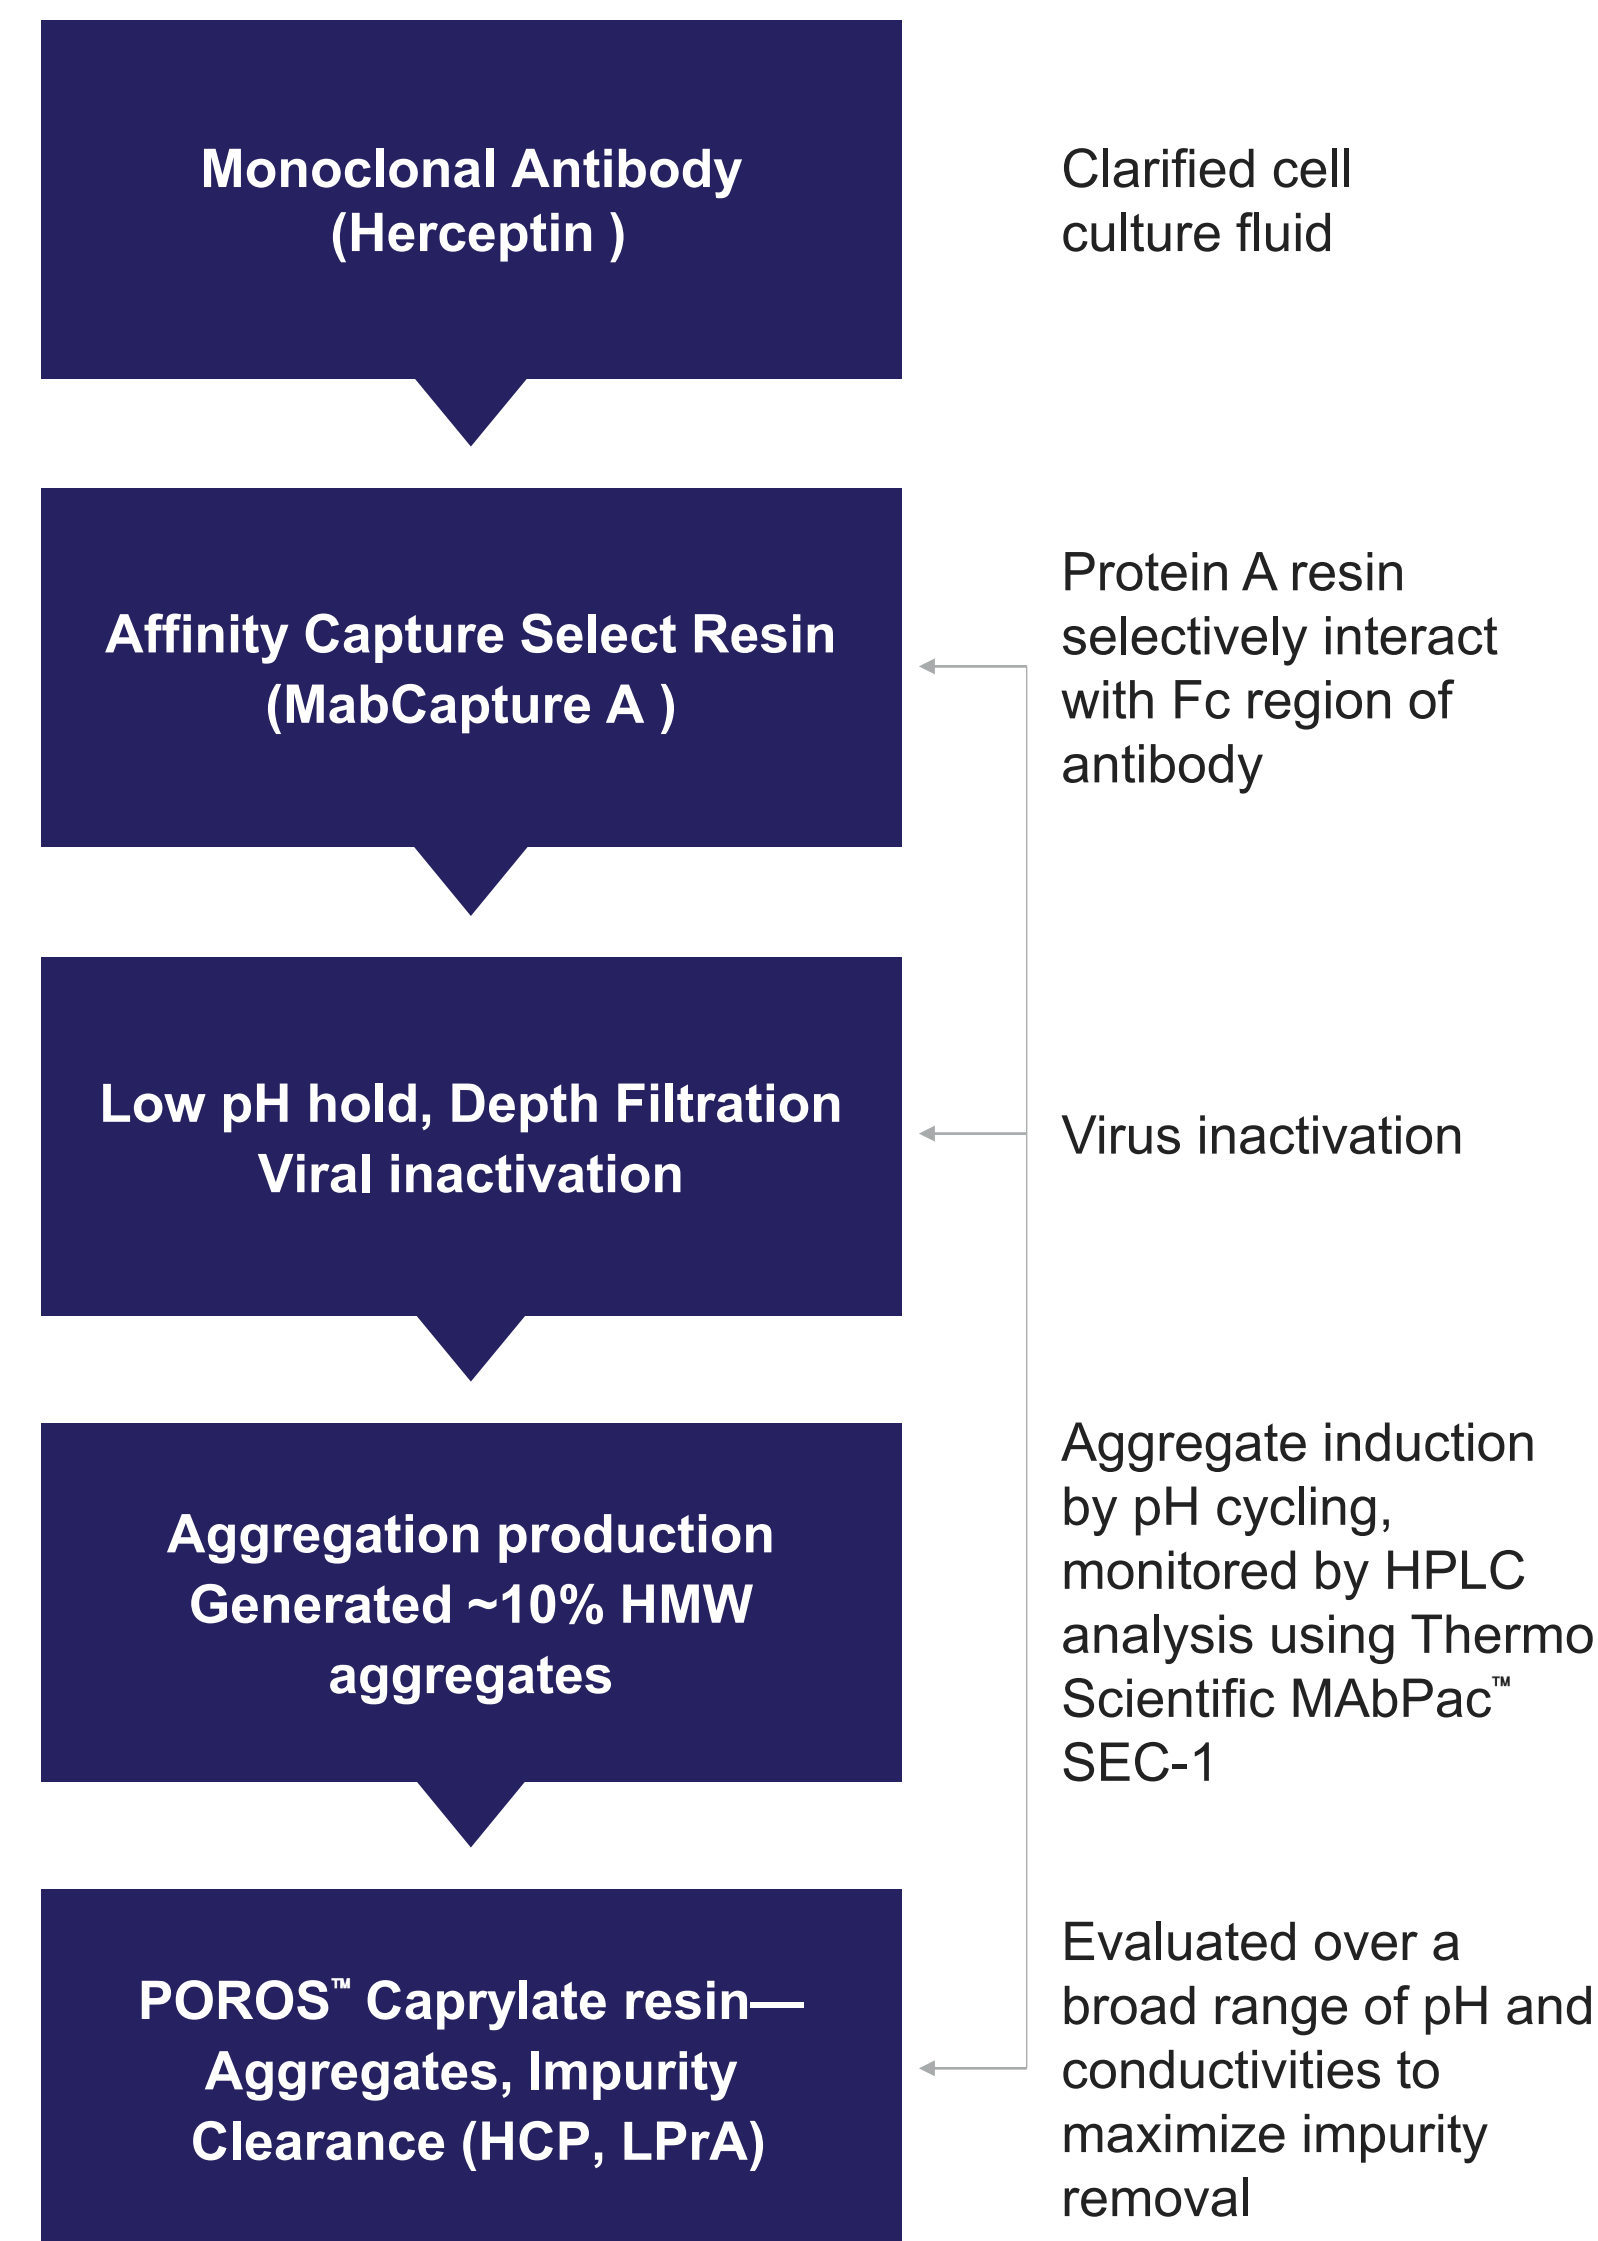 Monoclonal Antibody
(Herceptin )
Clarified cell
culture fluid
Affinity Capture Select Resin
(MabCapture A )
Protein A resin
selectively interact
with Fc region of
antibody
Low pH hold, Depth Filtration
Viral inactivation
Virus inactivation
Aggregation production
Generated ~10% HMW
aggregates
Aggregate induction
by pH cycling,
monitored by HPLC
analysis using Thermo
Scientific MAbPac™
SEC-1
POROS™ Caprylate resin—
Aggregates, Impurity
Clearance (HCP, LPrA)
Evaluated over a
broad range of pH and
conductivities to
maximize impurity
removal